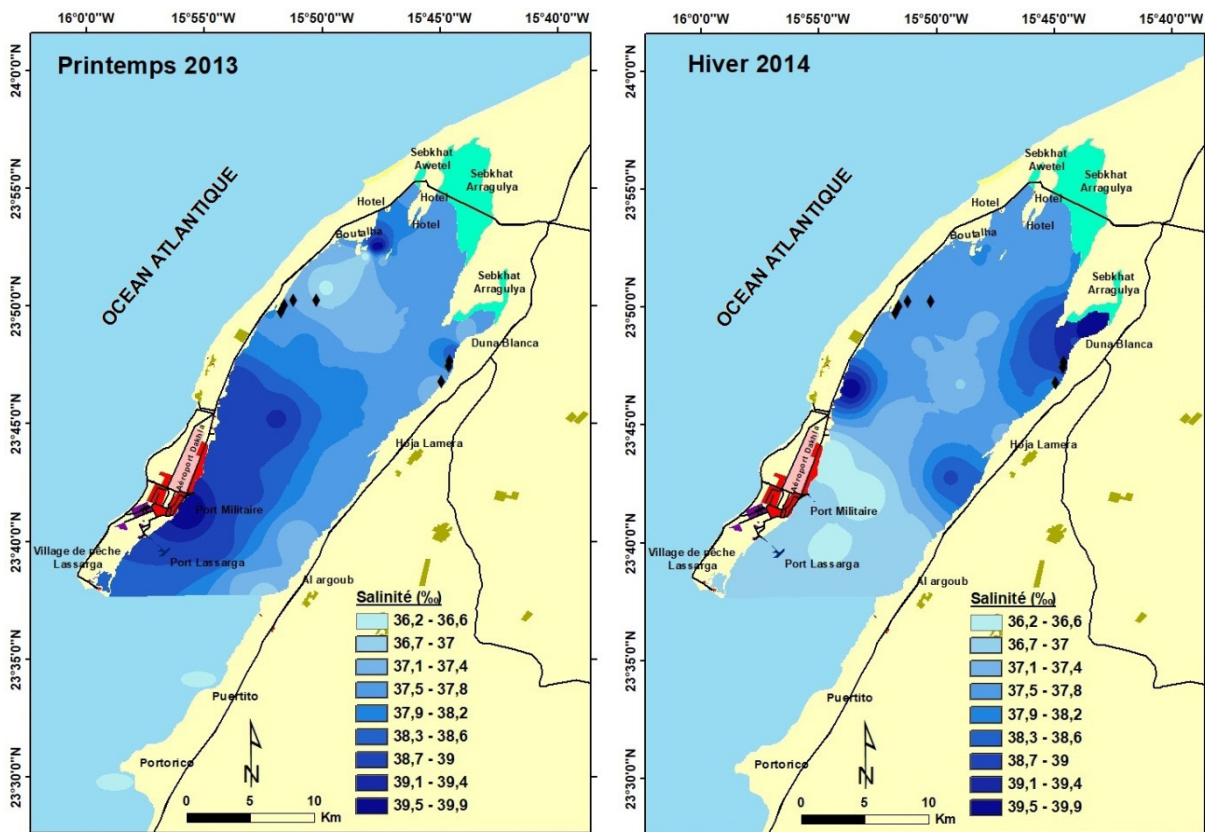 16°0'0"W 15°55'0"W 15°50'0"W 15°45'0"W 15°40'0"W
Printemps 2013
24°0'0"N
23°55'0"N
23°50'0"N
23°45'0"N
23°40'0"N
23°35'0"N
23°30'0"N
OCEAN ATLANTIQUE
Sebkhat
Awetel
Sebkhat
Arragulya
Hotel
Hotel
Hotel
Boutalha
Sebkhat
Arragulya
Duna Blanca
Hoja Lamera
Aéroport Dakhla
Port Militaire
Village de pêche
Lassarga
Port Lassarga
Al argoub
Puertito
Portorico
N
0 5 10
Km
Salinité (‰)
36,2 - 36,6
36,7 - 37
37,1 - 37,4
37,5 - 37,8
37,9 - 38,2
38,3 - 38,6
38,7 - 39
39,1 - 39,4
39,5 - 39,9
16°0'0"W 15°55'0"W 15°50'0"W 15°45'0"W 15°40'0"W
Hiver 2014
24°0'0"N
23°55'0"N
23°50'0"N
23°45'0"N
23°40'0"N
23°35'0"N
23°30'0"N
OCEAN ATLANTIQUE
Sebkhat
Awetel
Sebkhat
Arragulya
Hotel
Hotel
Hotel
Boutalha
Sebkhat
Arragulya
Duna Blanca
Hoja Lamera
Aéroport Dakhla
Port Militaire
Village de pêche
Lassarga
Port Lassarga
Al argoub
Puertito
Portorico
N
0 5 10
Km
Salinité (‰)
36,2 - 36,6
36,7 - 37
37,1 - 37,4
37,5 - 37,8
37,9 - 38,2
38,3 - 38,6
38,7 - 39
39,1 - 39,4
39,5 - 39,9